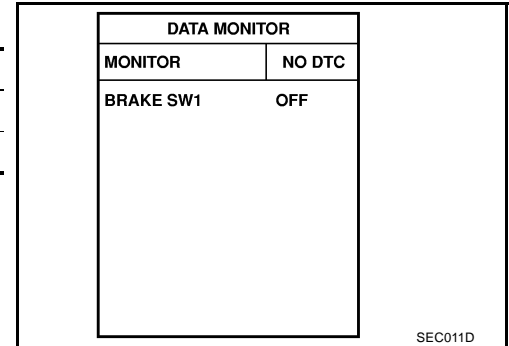 DATA MONITOR
MONITOR NO DTC
BRAKE SW1 OFF
SEC011D